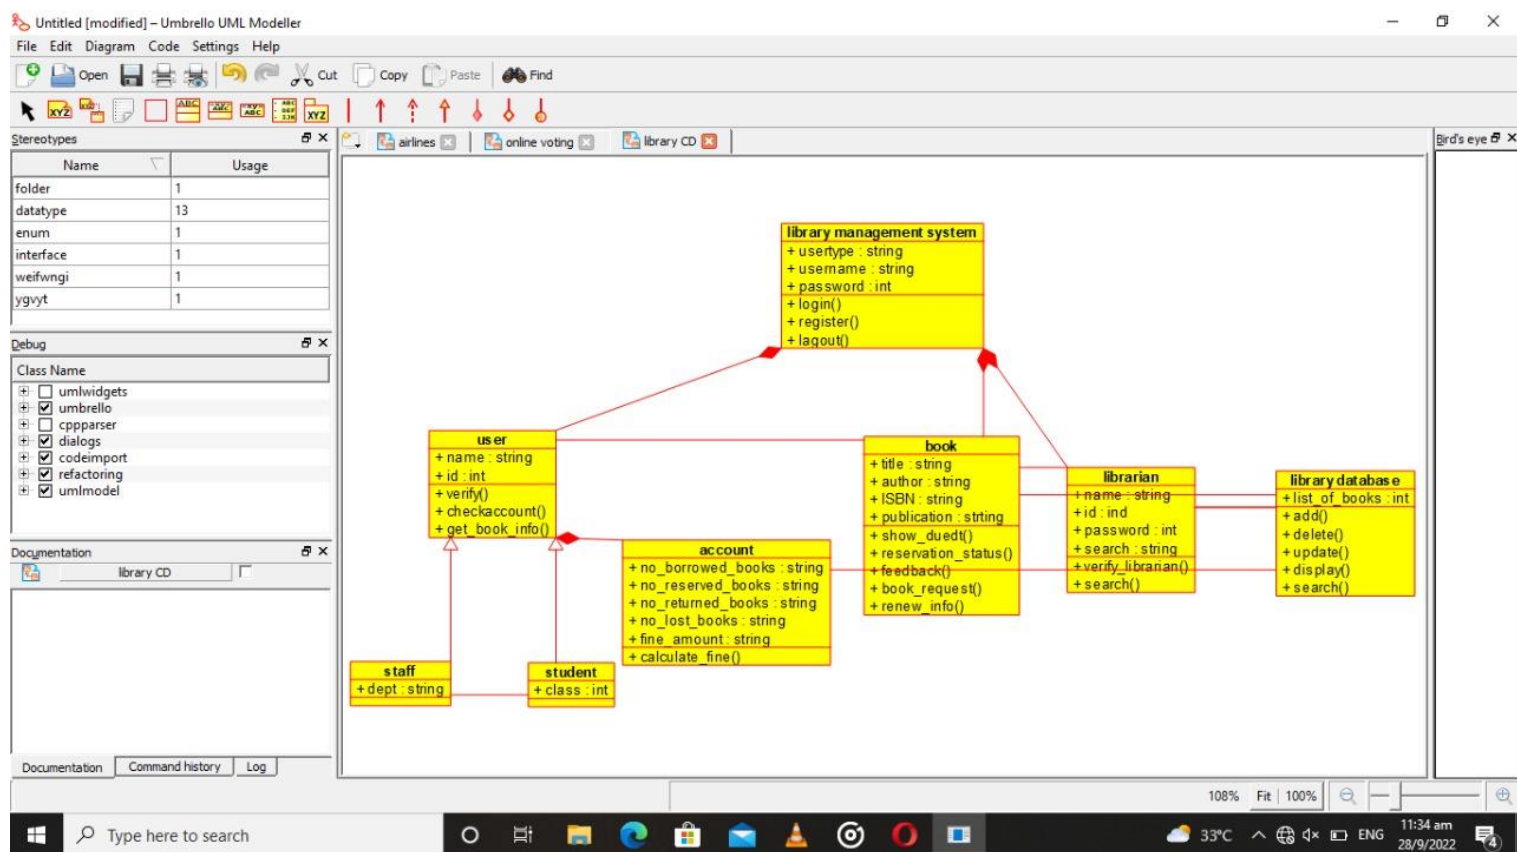 Untitled [modified] – Umbrello UML Modeller
File Edit Diagram Code Settings Help
Open Cut Copy Paste Find
XYZ ABC ABC XYZ
Stereotypes
airlines online voting library CD
Bird's eye
Name Usage
folder 1
datatype 13
enum 1
interface 1
weifwngi 1
ygvyt 1
Debug
Class Name
umlwidgets
umbrello
cppparser
dialogs
codeimport
refactoring
umlmodel
Documentation
library CD
Documentation Command history Log
library management system
+ usertype : string
+ username : string
+ password : int
+ login()
+ register()
+ lagout()
user
+ name : string
+ id : int
+ verify()
+ checkaccount()
+ get_book_info()
book
+ title : string
+ author : string
+ ISBN : string
+ publication : strting
+ show_duedt()
+ reservation_status()
+ feedback()
+ book_request()
+ renew_info()
librarian
+ name : string
+ id : ind
+ password : int
+ search : string
+ verify_librarian()
+ search()
library database
+ list_of_books : int
+ add()
+ delete()
+ update()
+ display()
+ search()
account
+ no_borrowed_books : string
+ no_reserved_books : string
+ no_returned_books : string
+ no_lost_books : string
+ fine_amount : string
+ calculate_fine()
staff
+ dept : string
student
+ class : int
108% Fit 100%
Type here to search
33°C ENG
11:34 am
28/9/2022
4